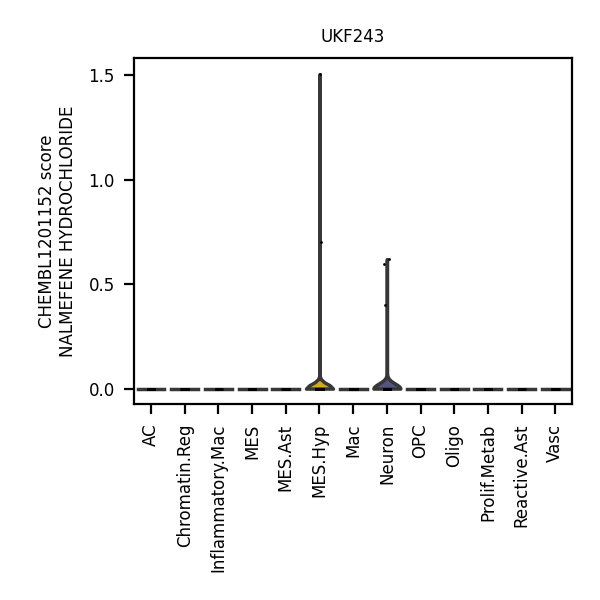 UKF243
CHEMBL1201152 score
NALMEFENE HYDROCHLORIDE
1.5
1.0
0.5
0.0
AC
Chromatin.Reg
Inflammatory.Mac
MES
MES.Ast
MES.Hyp
Mac
Neuron
OPC
Oligo
Prolif.Metab
Reactive.Ast
Vasc